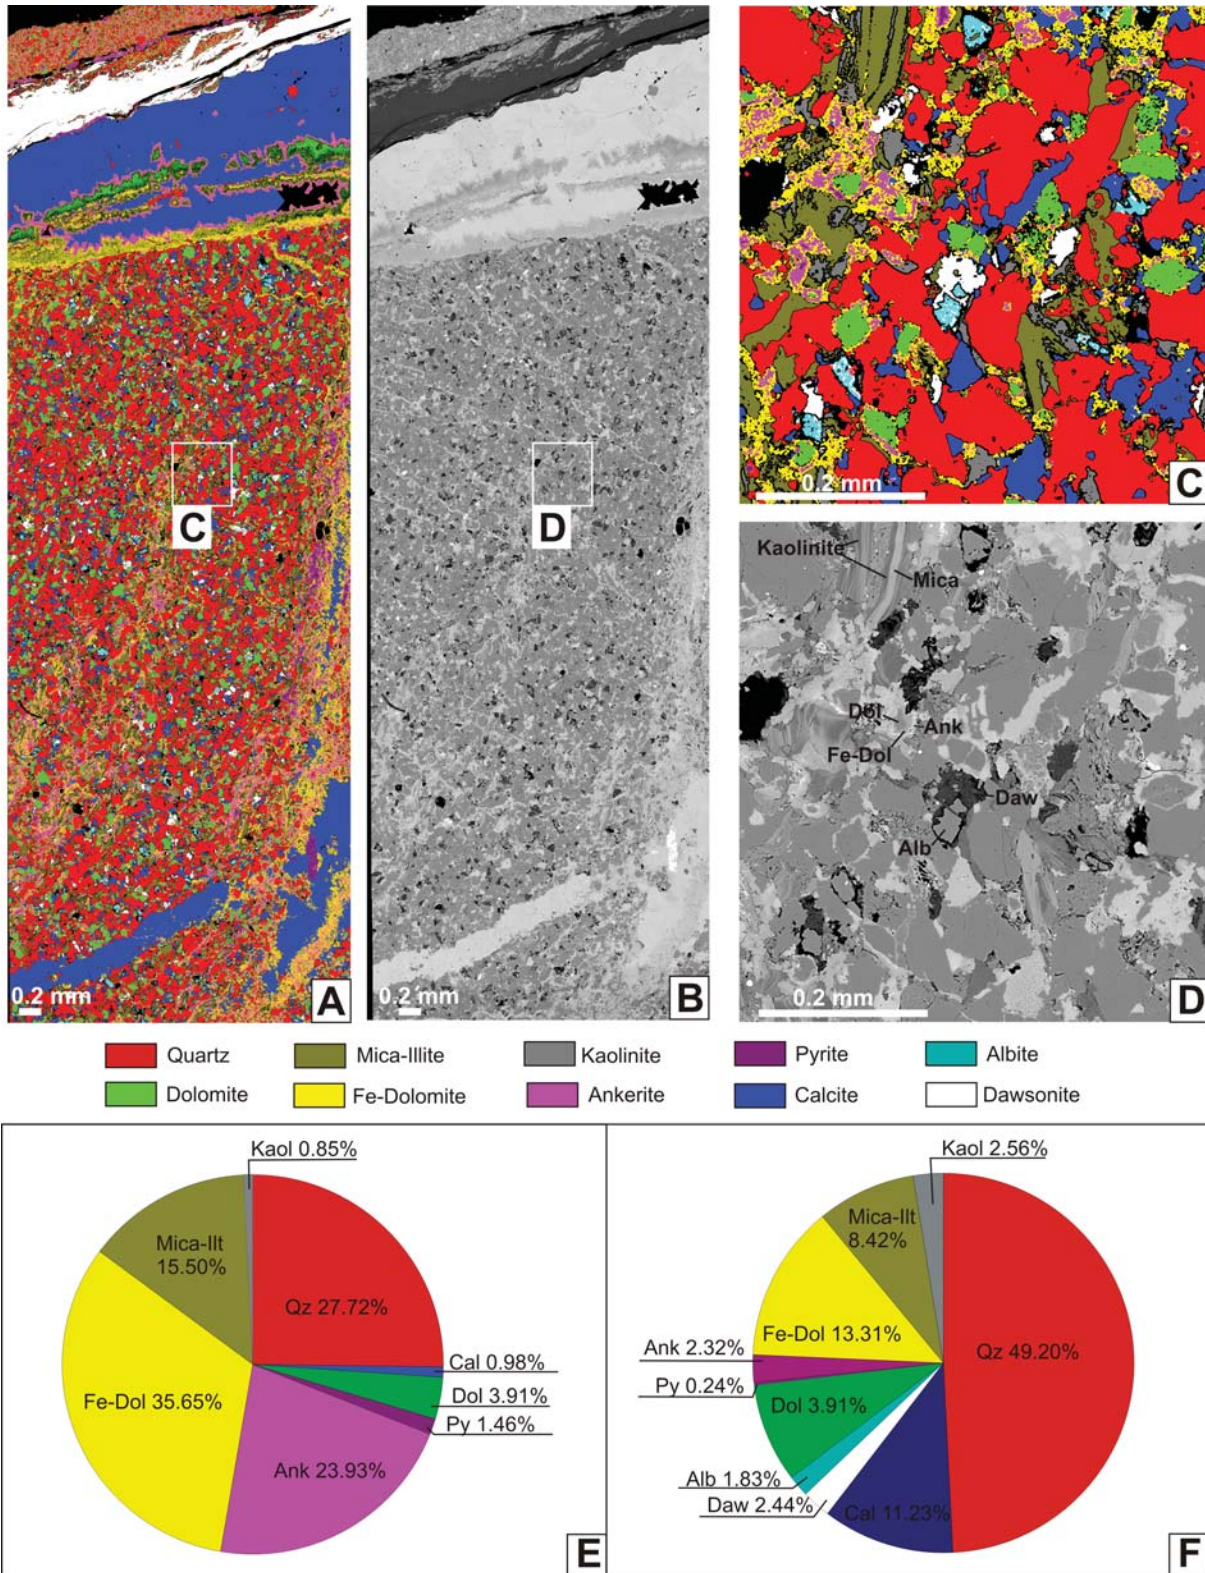 C
D
0.2 mm
A
0.2 mm
B
0.2 mm
C
Kaolinite
Mica
Dol
Ank
Fe-Dol
Daw
Alb
0.2 mm
D
Quartz
Mica-Illite
Kaolinite
Pyrite
Albite
Dolomite
Fe-Dolomite
Ankerite
Calcite
Dawsonite
Kaol 0.85%
Mica-Ilt
15.50%
Qz 27.72%
Cal 0.98%
Dol 3.91%
Fe-Dol 35.65%
Py 1.46%
Ank 23.93%
E
Kaol 2.56%
Mica-Ilt
8.42%
Fe-Dol 13.31%
Ank 2.32%
Qz 49.20%
Py 0.24%
Dol 3.91%
Alb 1.83%
Daw 2.44%
Cal 11.23%
F